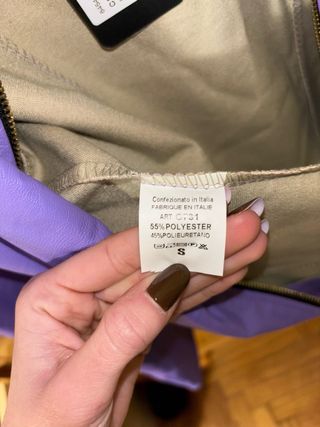 Confezionato in Italia
FABRIQUE EN ITALIE
ART. CT31
55%POLYESTER
45%POLIEURETANO
S